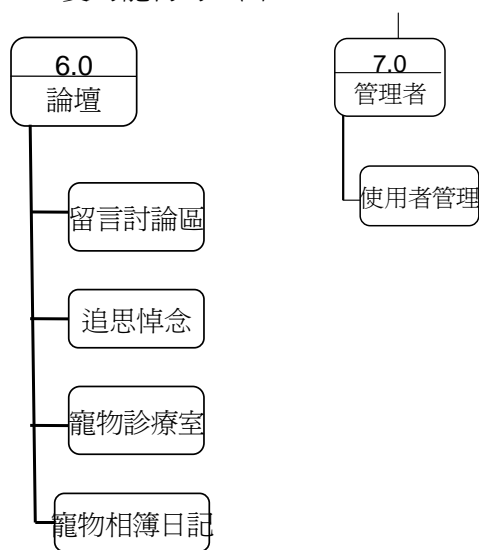 6.0
論壇
留言討論區
追思悼念
寵物診療室
寵物相簿日記
7.0
管理者
使用者管理